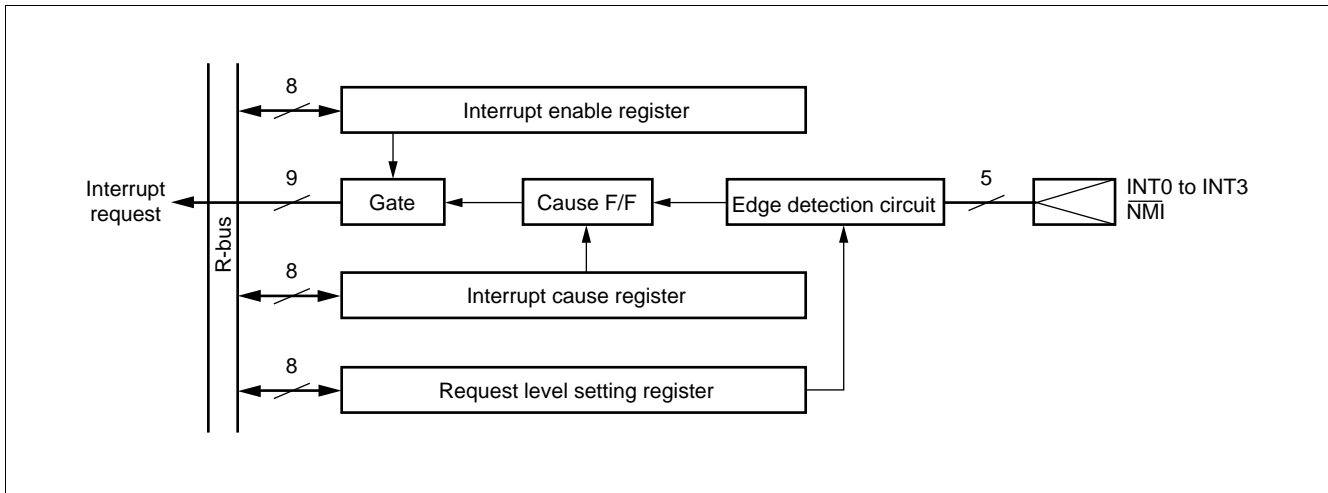 8
Interrupt enable register
Interrupt
request
9
Gate
Cause F/F
Edge detection circuit
5
INT0 to INT3
NMI
R-bus
8
Interrupt cause register
8
Request level setting register